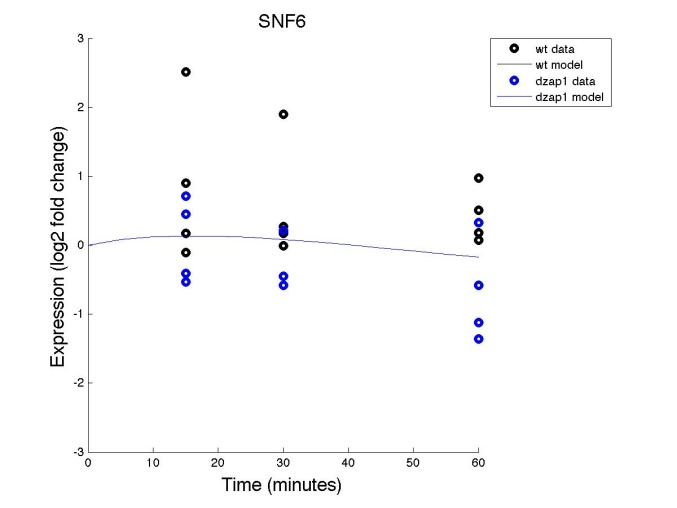 SNF6
wt data
wt model
dzap1 data
dzap1 model
3
2
1
0
-1
-2
-3
Expression (log2 fold change)
0 10 20 30 40 50 60
Time (minutes)